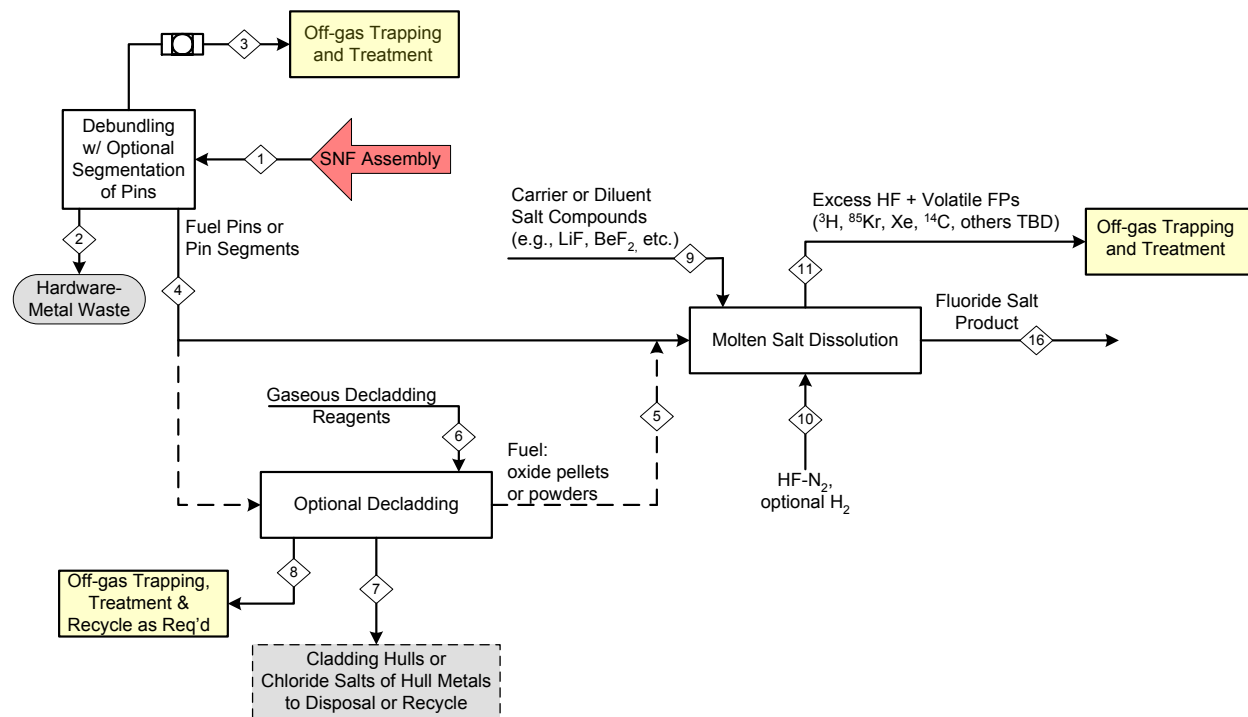 3
Off-gas Trapping
and Treatment
Debundling
w/ Optional
Segmentation
of Pins
1
SNF Assembly
2
Fuel Pins or
Pin Segments
Hardware-
Metal Waste
4
Carrier or Diluent
Salt Compounds
(e.g., LiF, BeF₂, etc.)
9
Excess HF + Volatile FPs
(³H, ⁸⁵Kr, Xe, ¹⁴C, others TBD)
11
Off-gas Trapping
and Treatment
Molten Salt Dissolution
Fluoride Salt
Product
16
10
HF-N₂,
optional H₂
Gaseous Decladding
Reagents
6
5
Fuel:
oxide pellets
or powders
Optional Decladding
8
7
Off-gas Trapping,
Treatment &
Recycle as Req'd
Cladding Hulls or
Chloride Salts of Hull Metals
to Disposal or Recycle